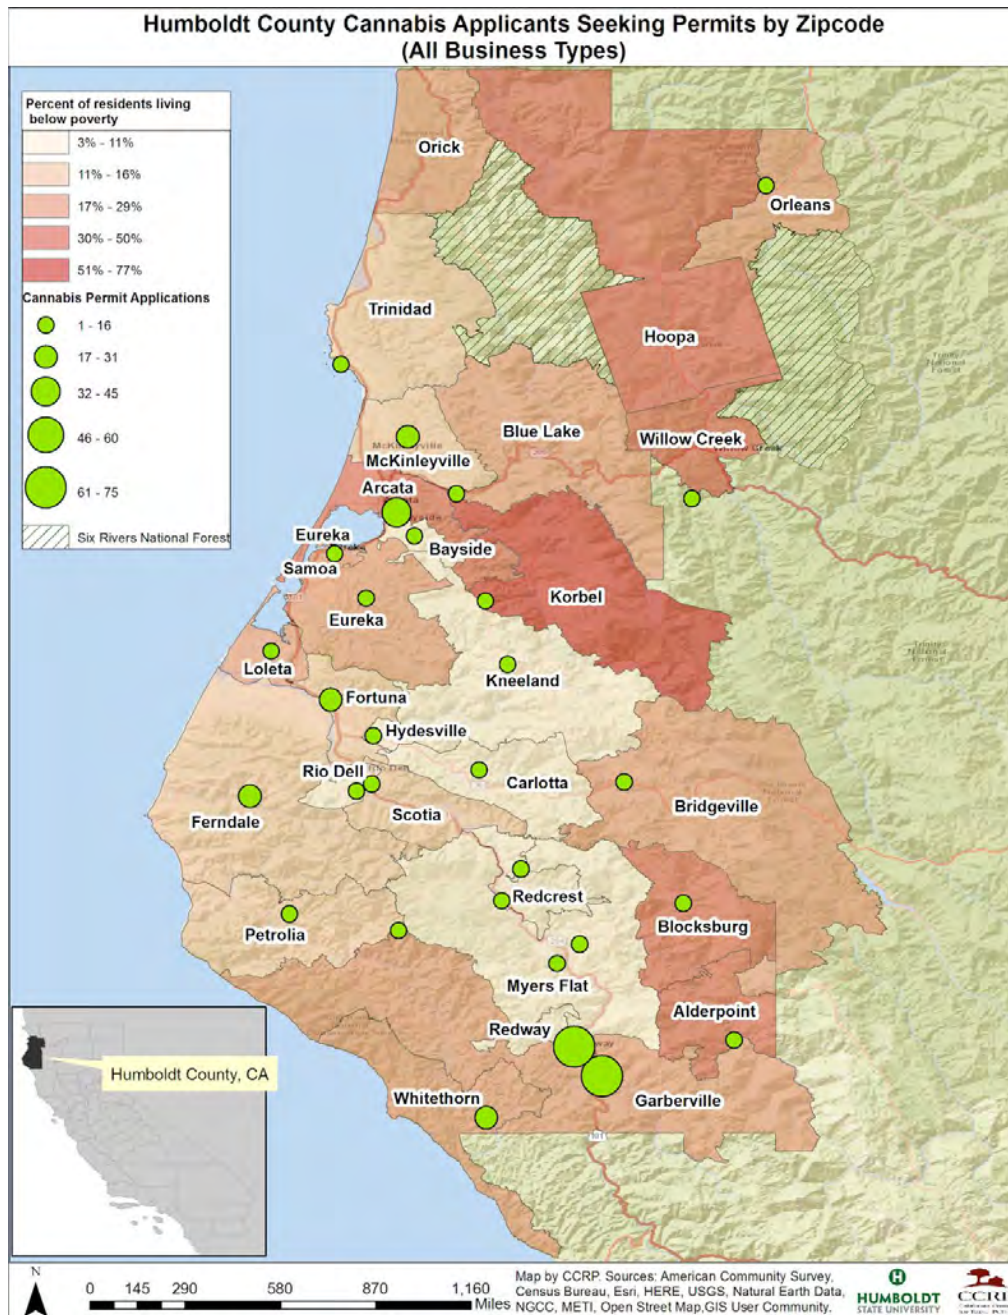 Humboldt County Cannabis Applicants Seeking Permits by Zipcode
(All Business Types)
Percent of residents living
below poverty
3% - 11%
11% - 16%
17% - 29%
30% - 50%
51% - 77%
Cannabis Permit Applications
1 - 16
17 - 31
32 - 45
46 - 60
61 - 75
Six Rivers National Forest
Orick
Orleans
Trinidad
Hoopa
Blue Lake
Willow Creek
McKinleyville
Arcata
Eureka
Bayside
Samoa
Korbel
Eureka
Loleta
Kneeland
Fortuna
Hydesville
Rio Dell
Carlotta
Bridgeville
Scotia
Ferndale
Redcrest
Blocksburg
Petrolia
Myers Flat
Alderpoint
Redway
Whitethorn
Garberville
101
Humboldt County, CA
N
0 145 290 580 870 1,160
Miles
Map by CCRP. Sources: American Community Survey,
Census Bureau, Esri, HERE, USGS, Natural Earth Data,
NGCC, METI, Open Street Map,GIS User Community.
H
HUMBOLDT
STATE UNIVERSITY
CCRP